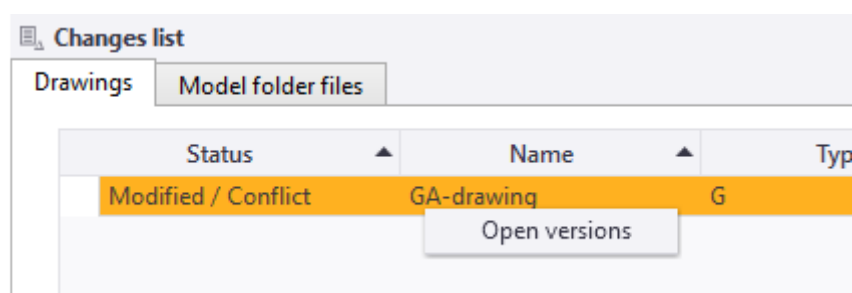 Changes list
Drawings Model folder files
Status Name Typ
Modified / Conflict GA-drawing G
Open versions